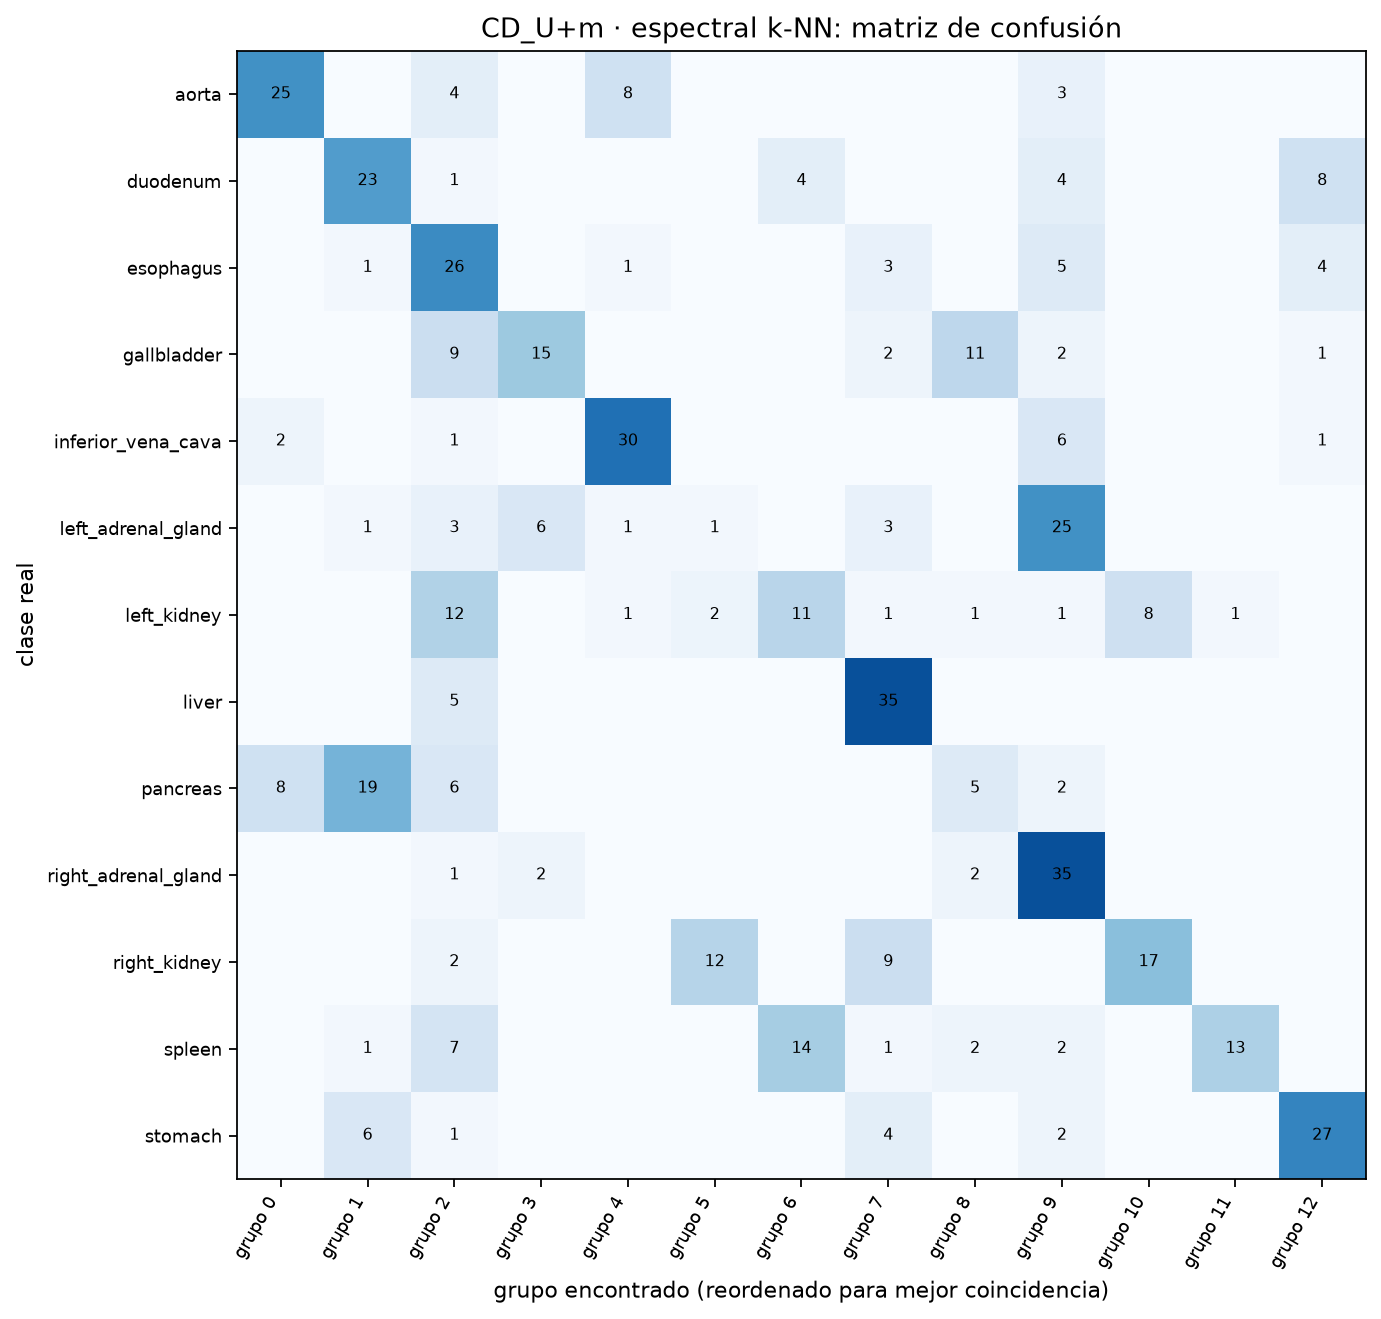 CD_U+m · espectral k-NN: matriz de confusión
clase real
aorta 25 4 8 3
duodenum 23 1 4 4 8
esophagus 1 26 1 3 5 4
gallbladder 9 15 2 11 2 1
inferior_vena_cava 2 1 30 6 1
left_adrenal_gland 1 3 6 1 1 3 25
left_kidney 12 1 2 11 1 1 1 8 1
liver 5 35
pancreas 8 19 6 5 2
right_adrenal_gland 1 2 2 35
right_kidney 2 12 9 17
spleen 1 7 14 1 2 2 13
stomach 6 1 4 2 27
grupo 0 grupo 1 grupo 2 grupo 3 grupo 4 grupo 5 grupo 6 grupo 7 grupo 8 grupo 9 grupo 10 grupo 11 grupo 12
grupo encontrado (reordenado para mejor coincidencia)